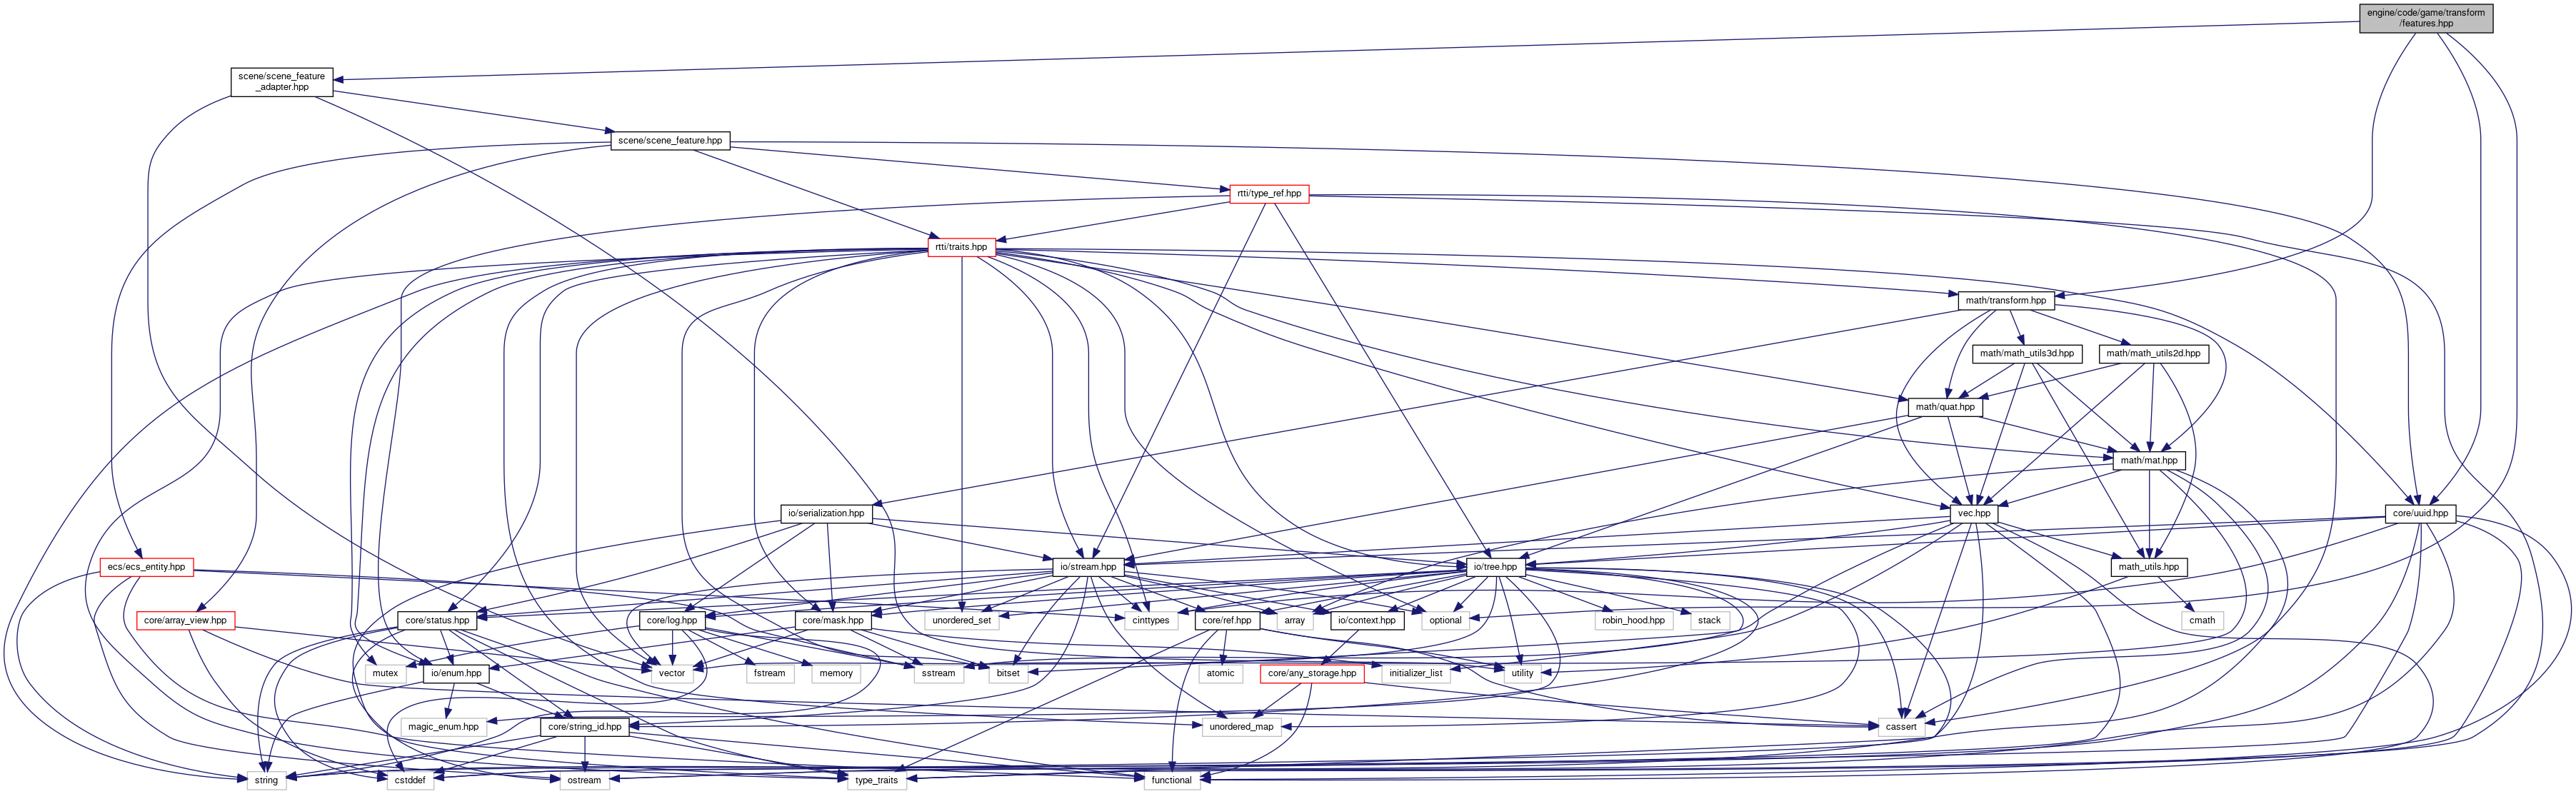 engine/code/game/transform
/features.hpp
scene/scene_feature
_adapter.hpp
scene/scene_feature.hpp
rtti/type_ref.hpp
rtti/traits.hpp
math/transform.hpp
math/math_utils3d.hpp
math/math_utils2d.hpp
math/quat.hpp
math/mat.hpp
io/serialization.hpp
vec.hpp
core/uuid.hpp
ecs/ecs_entity.hpp
io/stream.hpp
io/tree.hpp
math_utils.hpp
core/array_view.hpp
core/status.hpp
core/log.hpp
core/mask.hpp
unordered_set
cinttypes
core/ref.hpp
array
io/context.hpp
optional
robin_hood.hpp
stack
cmath
mutex
io/enum.hpp
vector
fstream
memory
sstream
bitset
atomic
core/any_storage.hpp
initializer_list
utility
magic_enum.hpp
core/string_id.hpp
unordered_map
cassert
string
cstddef
ostream
type_traits
functional